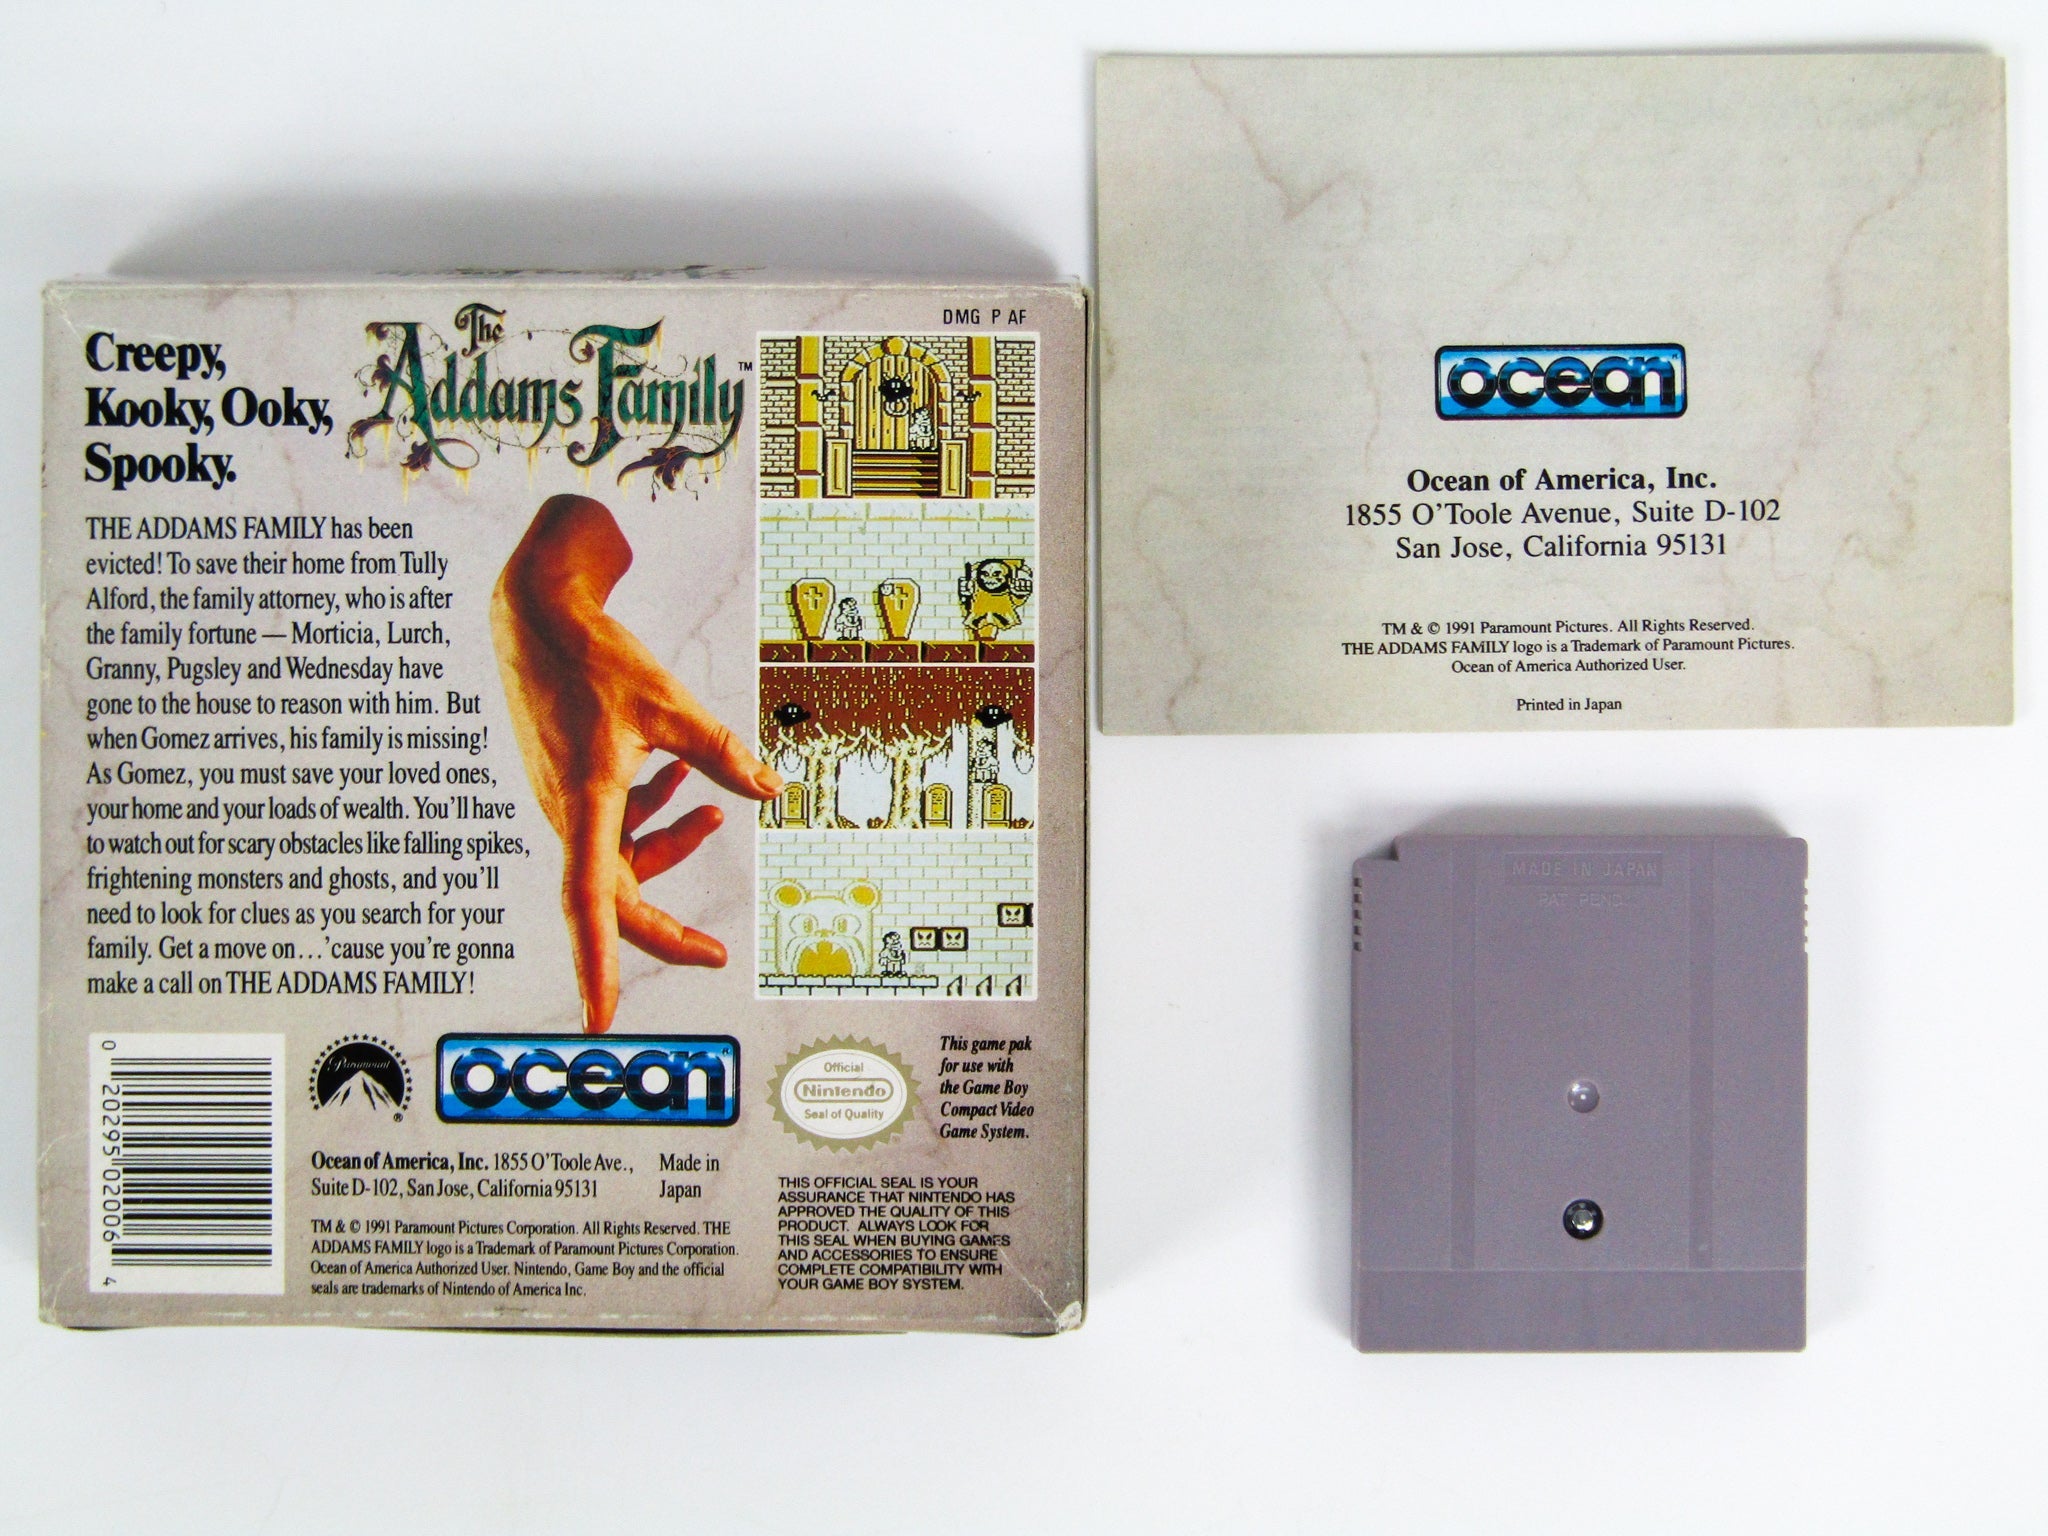 Creepy,
Kooky, Ooky,
Spooky.
The
Addams Family™
DMG P AF
THE ADDAMS FAMILY has been
evicted! To save their home from Tully
Alford, the family attorney, who is after
the family fortune — Morticia, Lurch,
Granny, Pugsley and Wednesday have
gone to the house to reason with him. But
when Gomez arrives, his family is missing!
As Gomez, you must save your loved ones,
your home and your loads of wealth. You'll have
to watch out for scary obstacles like falling spikes,
frightening monsters and ghosts, and you'll
need to look for clues as you search for your
family. Get a move on...'cause you're gonna
make a call on THE ADDAMS FAMILY!
0 20295 02006 4
Paramount
®
ocean®
Official
Nintendo
Seal of Quality
This game pak
for use with
the Game Boy
Compact Video
Game System.
Ocean of America, Inc. 1855 O'Toole Ave.,
Suite D-102, San Jose, California 95131
Made in
Japan
TM & © 1991 Paramount Pictures Corporation. All Rights Reserved. THE
ADDAMS FAMILY logo is a Trademark of Paramount Pictures Corporation.
Ocean of America Authorized User. Nintendo, Game Boy and the official
seals are trademarks of Nintendo of America Inc.
THIS OFFICIAL SEAL IS YOUR
ASSURANCE THAT NINTENDO HAS
APPROVED THE QUALITY OF THIS
PRODUCT. ALWAYS LOOK FOR
THIS SEAL WHEN BUYING GAMES
AND ACCESSORIES TO ENSURE
COMPLETE COMPATIBILITY WITH
YOUR GAME BOY SYSTEM.
ocean®
Ocean of America, Inc.
1855 O'Toole Avenue, Suite D-102
San Jose, California 95131
TM & © 1991 Paramount Pictures. All Rights Reserved.
THE ADDAMS FAMILY logo is a Trademark of Paramount Pictures.
Ocean of America Authorized User.
Printed in Japan
MADE IN JAPAN
PAT. PEND.